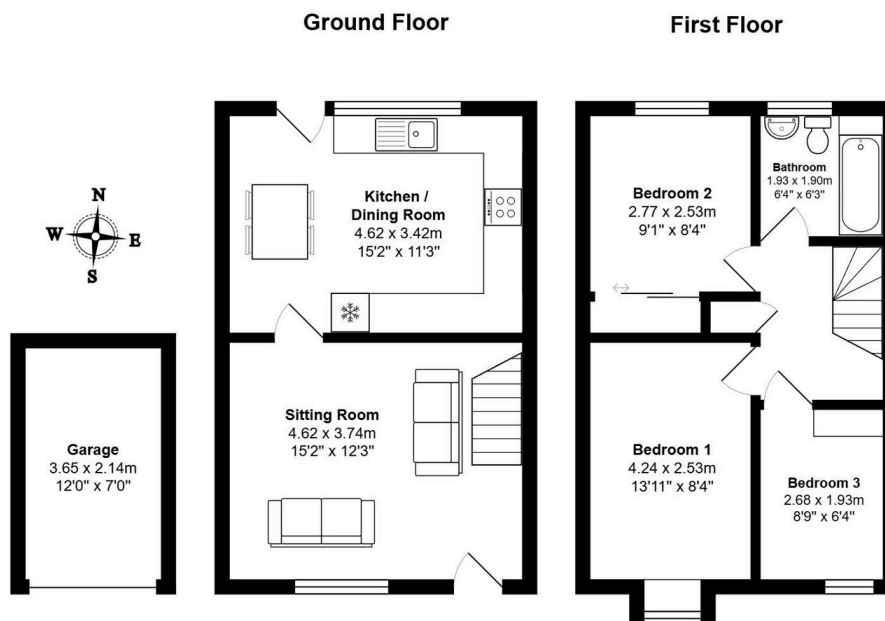 Ground Floor
First Floor
Kitchen /
Dining Room
4.62 x 3.42m
15'2" x 11'3"
Sitting Room
4.62 x 3.74m
15'2" x 12'3"
N
W
E
S
Garage
3.65 x 2.14m
12'0" x 7'0"
Bedroom 2
2.77 x 2.53m
9'1" x 8'4"
Bathroom
1.93 x 1.90m
6'4" x 6'3"
Bedroom 1
4.24 x 2.53m
13'11" x 8'4"
Bedroom 3
2.68 x 1.93m
8'9" x 6'4"